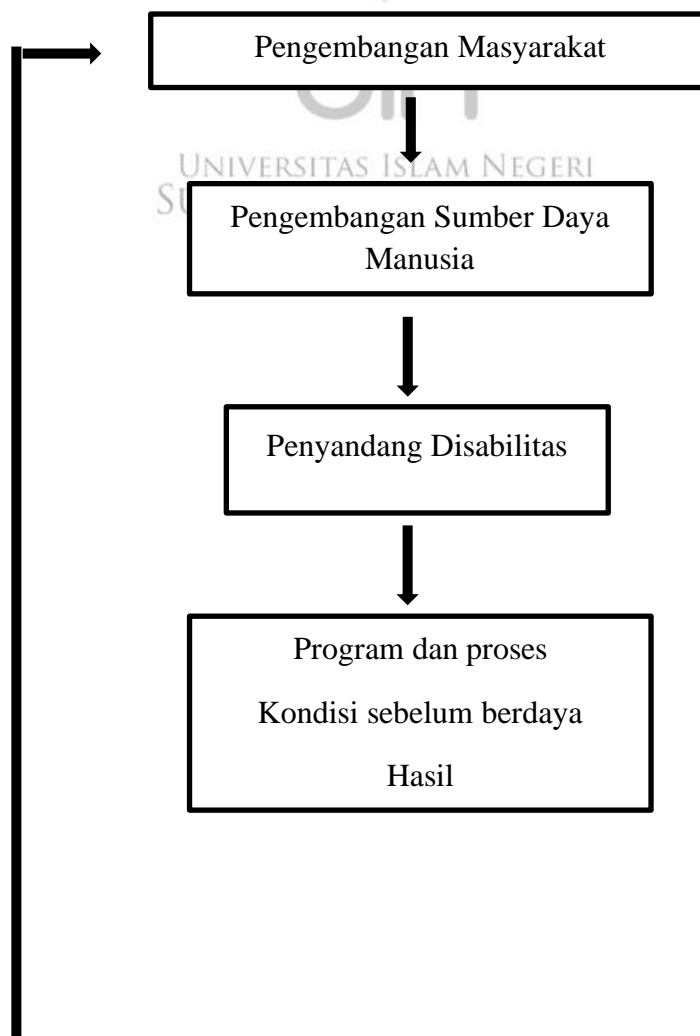 Pengembangan Masyarakat
UNIVERSITAS ISLAM NEGERI
Pengembangan Sumber Daya
Manusia
Penyandang Disabilitas
Program dan proses
Kondisi sebelum berdaya
Hasil